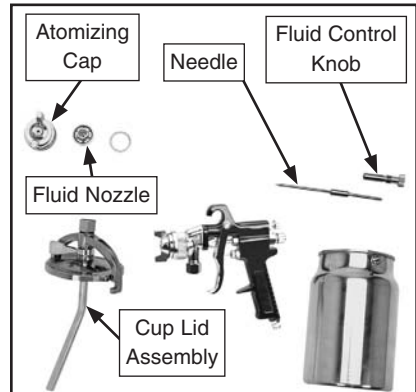 Atomizing
Cap
Fluid Control
Knob
Needle
Fluid Nozzle
Cup Lid
Assembly